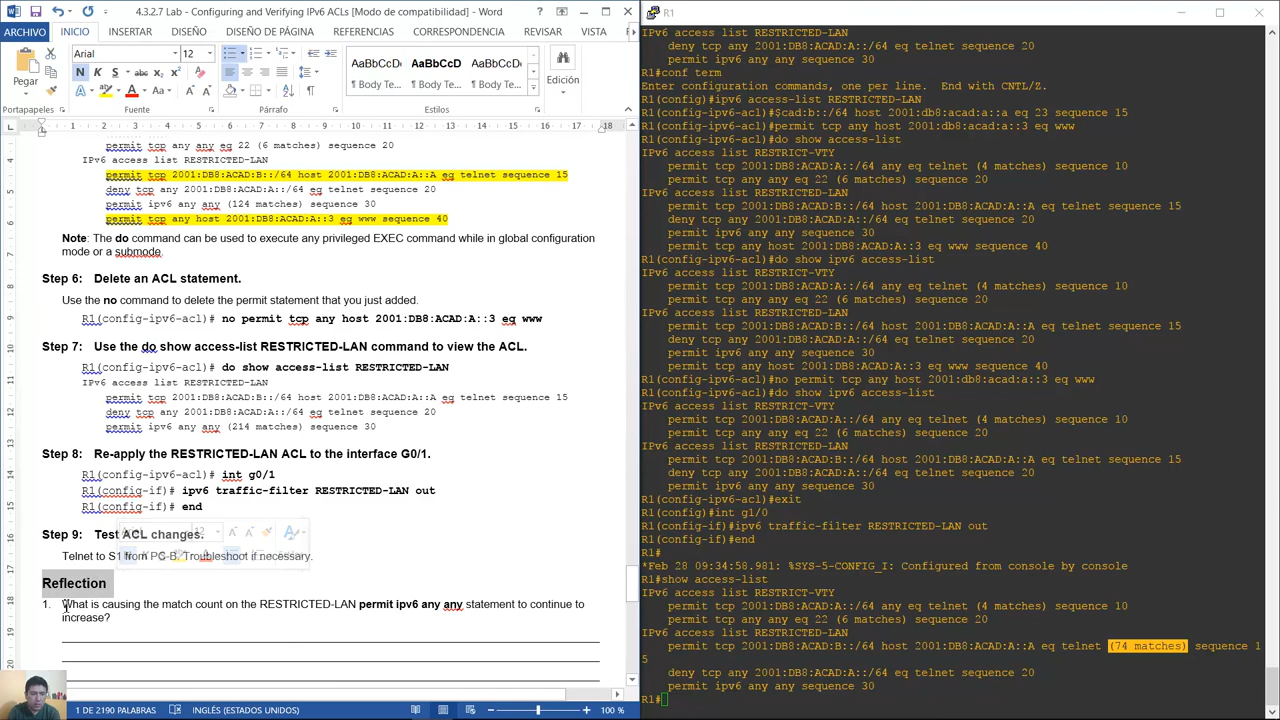 4.3.2.7 Lab - Configuring and Verifying IPv6 ACLs [Modo de compatibilidad] - Word
ARCHIVO INICIO INSERTAR DISEÑO DISEÑO DE PÁGINA REFERENCIAS CORRESPONDENCIA REVISAR VISTA
Arial 12
Pegar
N K S abc x₂ x²
AaBbCcD AaBbCcD AaBbCcD
¶ Body Te... ¶ Body Te... ¶ Body Te...
Edición
Portapapeles Fuente Párrafo Estilos
1 2 3 4 5 6 7 8 9 10 11 12 13 14 15 16 17 18
permit tcp any any eq 22 (6 matches) sequence 20
IPv6 access list RESTRICTED-LAN
permit tcp 2001:DB8:ACAD:B::/64 host 2001:DB8:ACAD:A::A eq telnet sequence 15
deny tcp any 2001:DB8:ACAD:A::/64 eq telnet sequence 20
permit ipv6 any any (124 matches) sequence 30
permit tcp any host 2001:DB8:ACAD:A::3 eq www sequence 40
Note: The do command can be used to execute any privileged EXEC command while in global configuration
mode or a submode.
Step 6: Delete an ACL statement.
Use the no command to delete the permit statement that you just added.
R1(config-ipv6-acl)# no permit tcp any host 2001:DB8:ACAD:A::3 eq www
Step 7: Use the do show access-list RESTRICTED-LAN command to view the ACL.
R1(config-ipv6-acl)# do show access-list RESTRICTED-LAN
IPv6 access list RESTRICTED-LAN
permit tcp 2001:DB8:ACAD:B::/64 host 2001:DB8:ACAD:A::A eq telnet sequence 15
deny tcp any 2001:DB8:ACAD:A::/64 eq telnet sequence 20
permit ipv6 any any (214 matches) sequence 30
Step 8: Re-apply the RESTRICTED-LAN ACL to the interface G0/1.
R1(config-ipv6-acl)# int g0/1
R1(config-if)# ipv6 traffic-filter RESTRICTED-LAN out
R1(config-if)# end
Step 9: Test ACL changes.
Telnet to S1 from PC-B. Troubleshoot if necessary.
Reflection
1. What is causing the match count on the RESTRICTED-LAN permit ipv6 any any statement to continue to
increase?
1 DE 2190 PALABRAS INGLÉS (ESTADOS UNIDOS) 100 %
R1
IPv6 access list RESTRICTED-LAN
deny tcp any 2001:DB8:ACAD:A::/64 eq telnet sequence 20
permit ipv6 any any sequence 30
R1#conf term
Enter configuration commands, one per line. End with CNTL/Z.
R1(config)#ipv6 access-list RESTRICTED-LAN
R1(config-ipv6-acl)#$cad:b::/64 host 2001:db8:acad:a::a eq 23 sequence 15
R1(config-ipv6-acl)#permit tcp any host 2001:db8:acad:a::3 eq www
R1(config-ipv6-acl)#do show access-list
IPv6 access list RESTRICT-VTY
permit tcp 2001:DB8:ACAD:A::/64 any (4 matches) sequence 10
permit tcp any any eq 22 (6 matches) sequence 20
IPv6 access list RESTRICTED-LAN
permit tcp 2001:DB8:ACAD:B::/64 host 2001:DB8:ACAD:A::A eq telnet sequence 15
deny tcp any 2001:DB8:ACAD:A::/64 eq telnet sequence 20
permit ipv6 any any sequence 30
permit tcp any host 2001:DB8:ACAD:A::3 eq www sequence 40
R1(config-ipv6-acl)#do show ipv6 access-list
IPv6 access list RESTRICT-VTY
permit tcp 2001:DB8:ACAD:A::/64 any (4 matches) sequence 10
permit tcp any any eq 22 (6 matches) sequence 20
IPv6 access list RESTRICTED-LAN
permit tcp 2001:DB8:ACAD:B::/64 host 2001:DB8:ACAD:A::A eq telnet sequence 15
deny tcp any 2001:DB8:ACAD:A::/64 eq telnet sequence 20
permit ipv6 any any sequence 30
permit tcp any host 2001:DB8:ACAD:A::3 eq www sequence 40
R1(config-ipv6-acl)#no permit tcp any host 2001:db8:acad:a::3 eq www
R1(config-ipv6-acl)#do show ipv6 access-list
IPv6 access list RESTRICT-VTY
permit tcp 2001:DB8:ACAD:A::/64 any (4 matches) sequence 10
permit tcp any any eq 22 (6 matches) sequence 20
IPv6 access list RESTRICTED-LAN
permit tcp 2001:DB8:ACAD:B::/64 host 2001:DB8:ACAD:A::A eq telnet sequence 15
deny tcp any 2001:DB8:ACAD:A::/64 eq telnet sequence 20
permit ipv6 any any sequence 30
R1(config-ipv6-acl)#exit
R1(config)#int g1/0
R1(config-if)#ipv6 traffic-filter RESTRICTED-LAN out
R1(config-if)#end
R1#
*Feb 28 09:34:58.981: %SYS-5-CONFIG_I: Configured from console by console
R1#show access-list
IPv6 access list RESTRICT-VTY
permit tcp 2001:DB8:ACAD:A::/64 any (4 matches) sequence 10
permit tcp any any eq 22 (6 matches) sequence 20
IPv6 access list RESTRICTED-LAN
permit tcp 2001:DB8:ACAD:B::/64 host 2001:DB8:ACAD:A::A eq telnet (74 matches) sequence 1
5
deny tcp any 2001:DB8:ACAD:A::/64 eq telnet sequence 20
permit ipv6 any any sequence 30
R1#